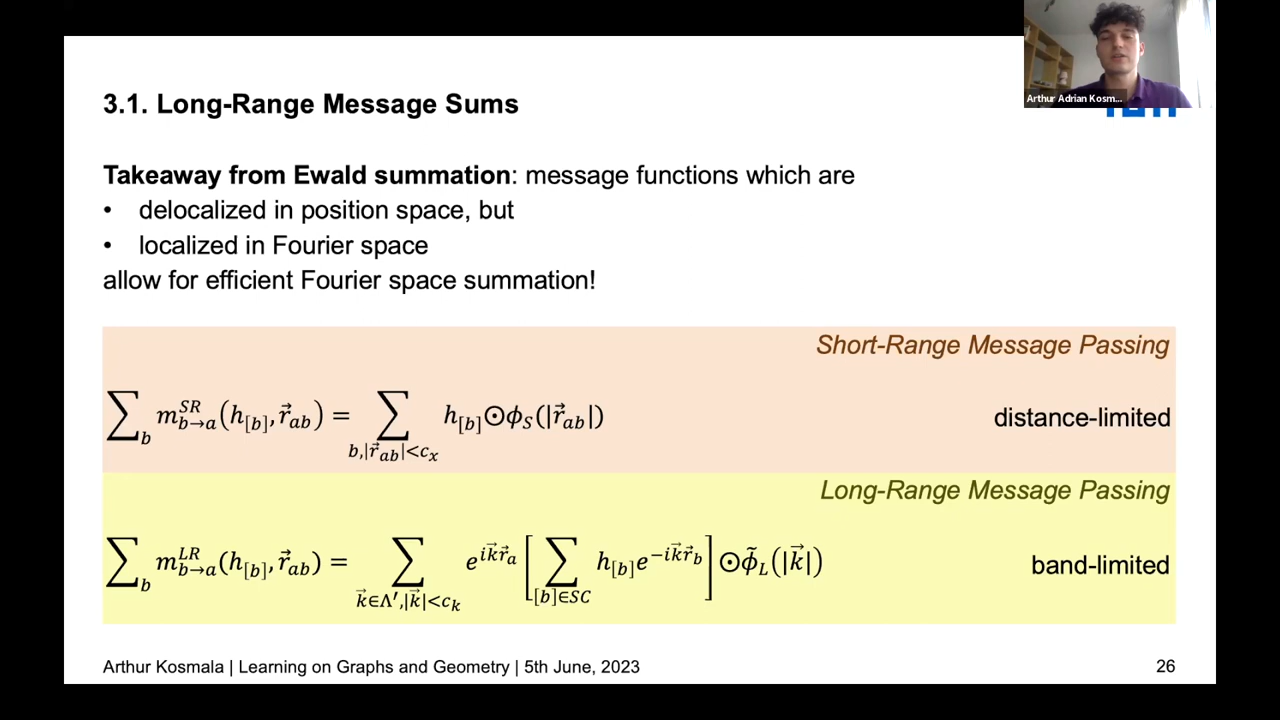 Arthur Adrian Kosm...
3.1. Long-Range Message Sums
Takeaway from Ewald summation: message functions which are
• delocalized in position space, but
• localized in Fourier space
allow for efficient Fourier space summation!
Short-Range Message Passing
∑_b m^{SR}_{b→a}(h_{[b]}, r⃗_{ab}) = ∑_{b,|r⃗_{ab}|<c_x} h_{[b]}⊙ϕ_S(|r⃗_{ab}|) distance-limited
Long-Range Message Passing
∑_b m^{LR}_{b→a}(h_{[b]}, r⃗_{ab}) = ∑_{k⃗∈Λ′,|k⃗|<c_k} e^{ik⃗r⃗_a} [∑_{[b]∈SC} h_{[b]}e^{−ik⃗r⃗_b}] ⊙ϕ̃_L(|k⃗|) band-limited
Arthur Kosmala | Learning on Graphs and Geometry | 5th June, 2023 26